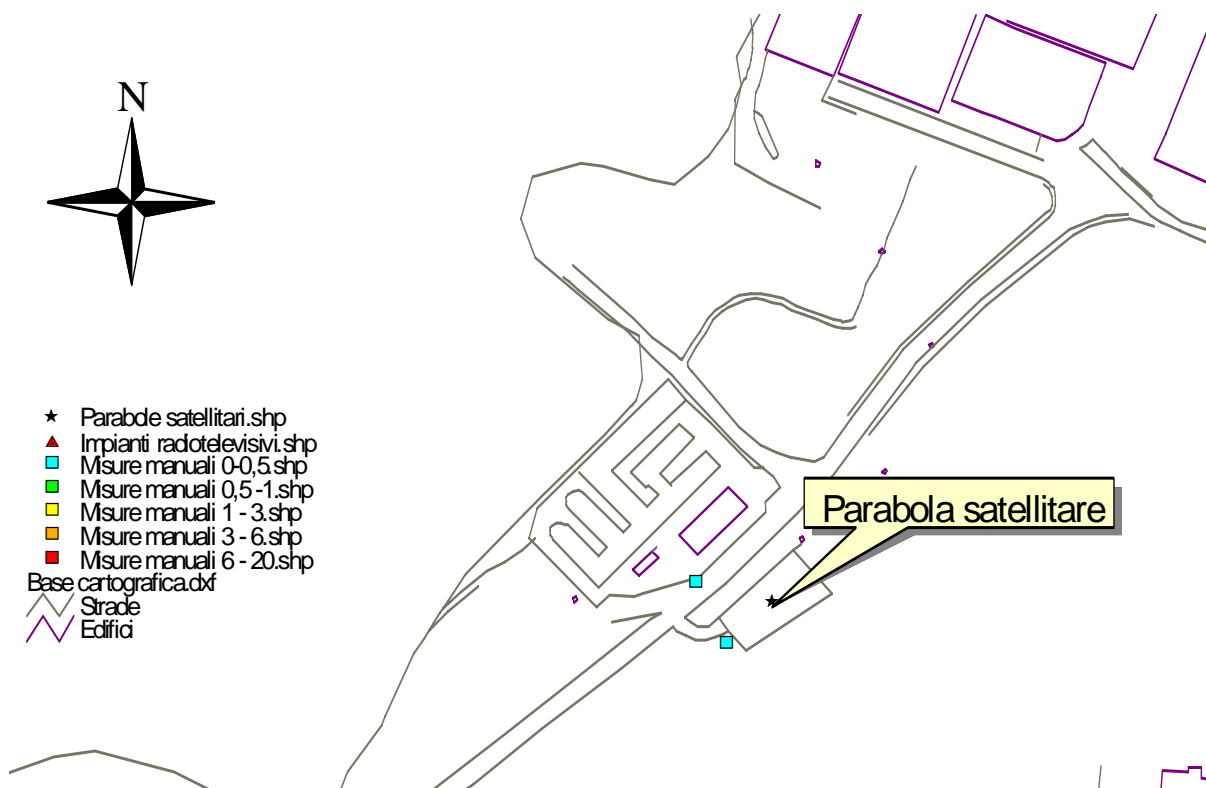 N
Parabole satellitari.shp
Impianti radiotelevisivi.shp
Misure manuali 0-0,5.shp
Misure manuali 0,5 -1.shp
Misure manuali 1 - 3.shp
Misure manuali 3 - 6.shp
Misure manuali 6 - 20.shp
Base cartografica.dxf
Strade
Edifici
Parabola satellitare